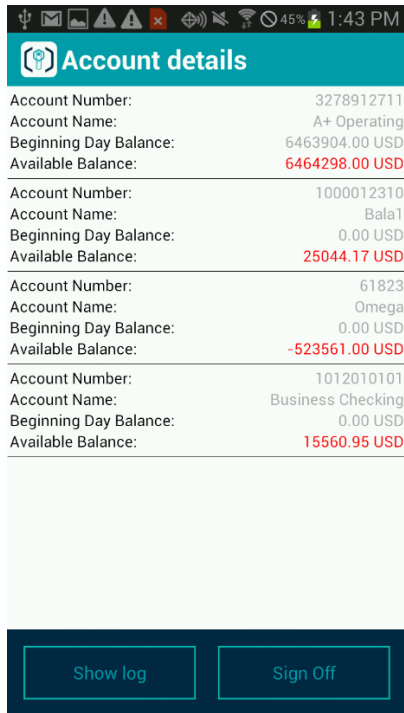 45% 1:43 PM
Account details
Account Number: 3278912711
Account Name: A+ Operating
Beginning Day Balance: 6463904.00 USD
Available Balance: 6464298.00 USD
Account Number: 1000012310
Account Name: Bala1
Beginning Day Balance: 0.00 USD
Available Balance: 25044.17 USD
Account Number: 61823
Account Name: Omega
Beginning Day Balance: 0.00 USD
Available Balance: -523561.00 USD
Account Number: 1012010101
Account Name: Business Checking
Beginning Day Balance: 0.00 USD
Available Balance: 15560.95 USD
Show log Sign Off